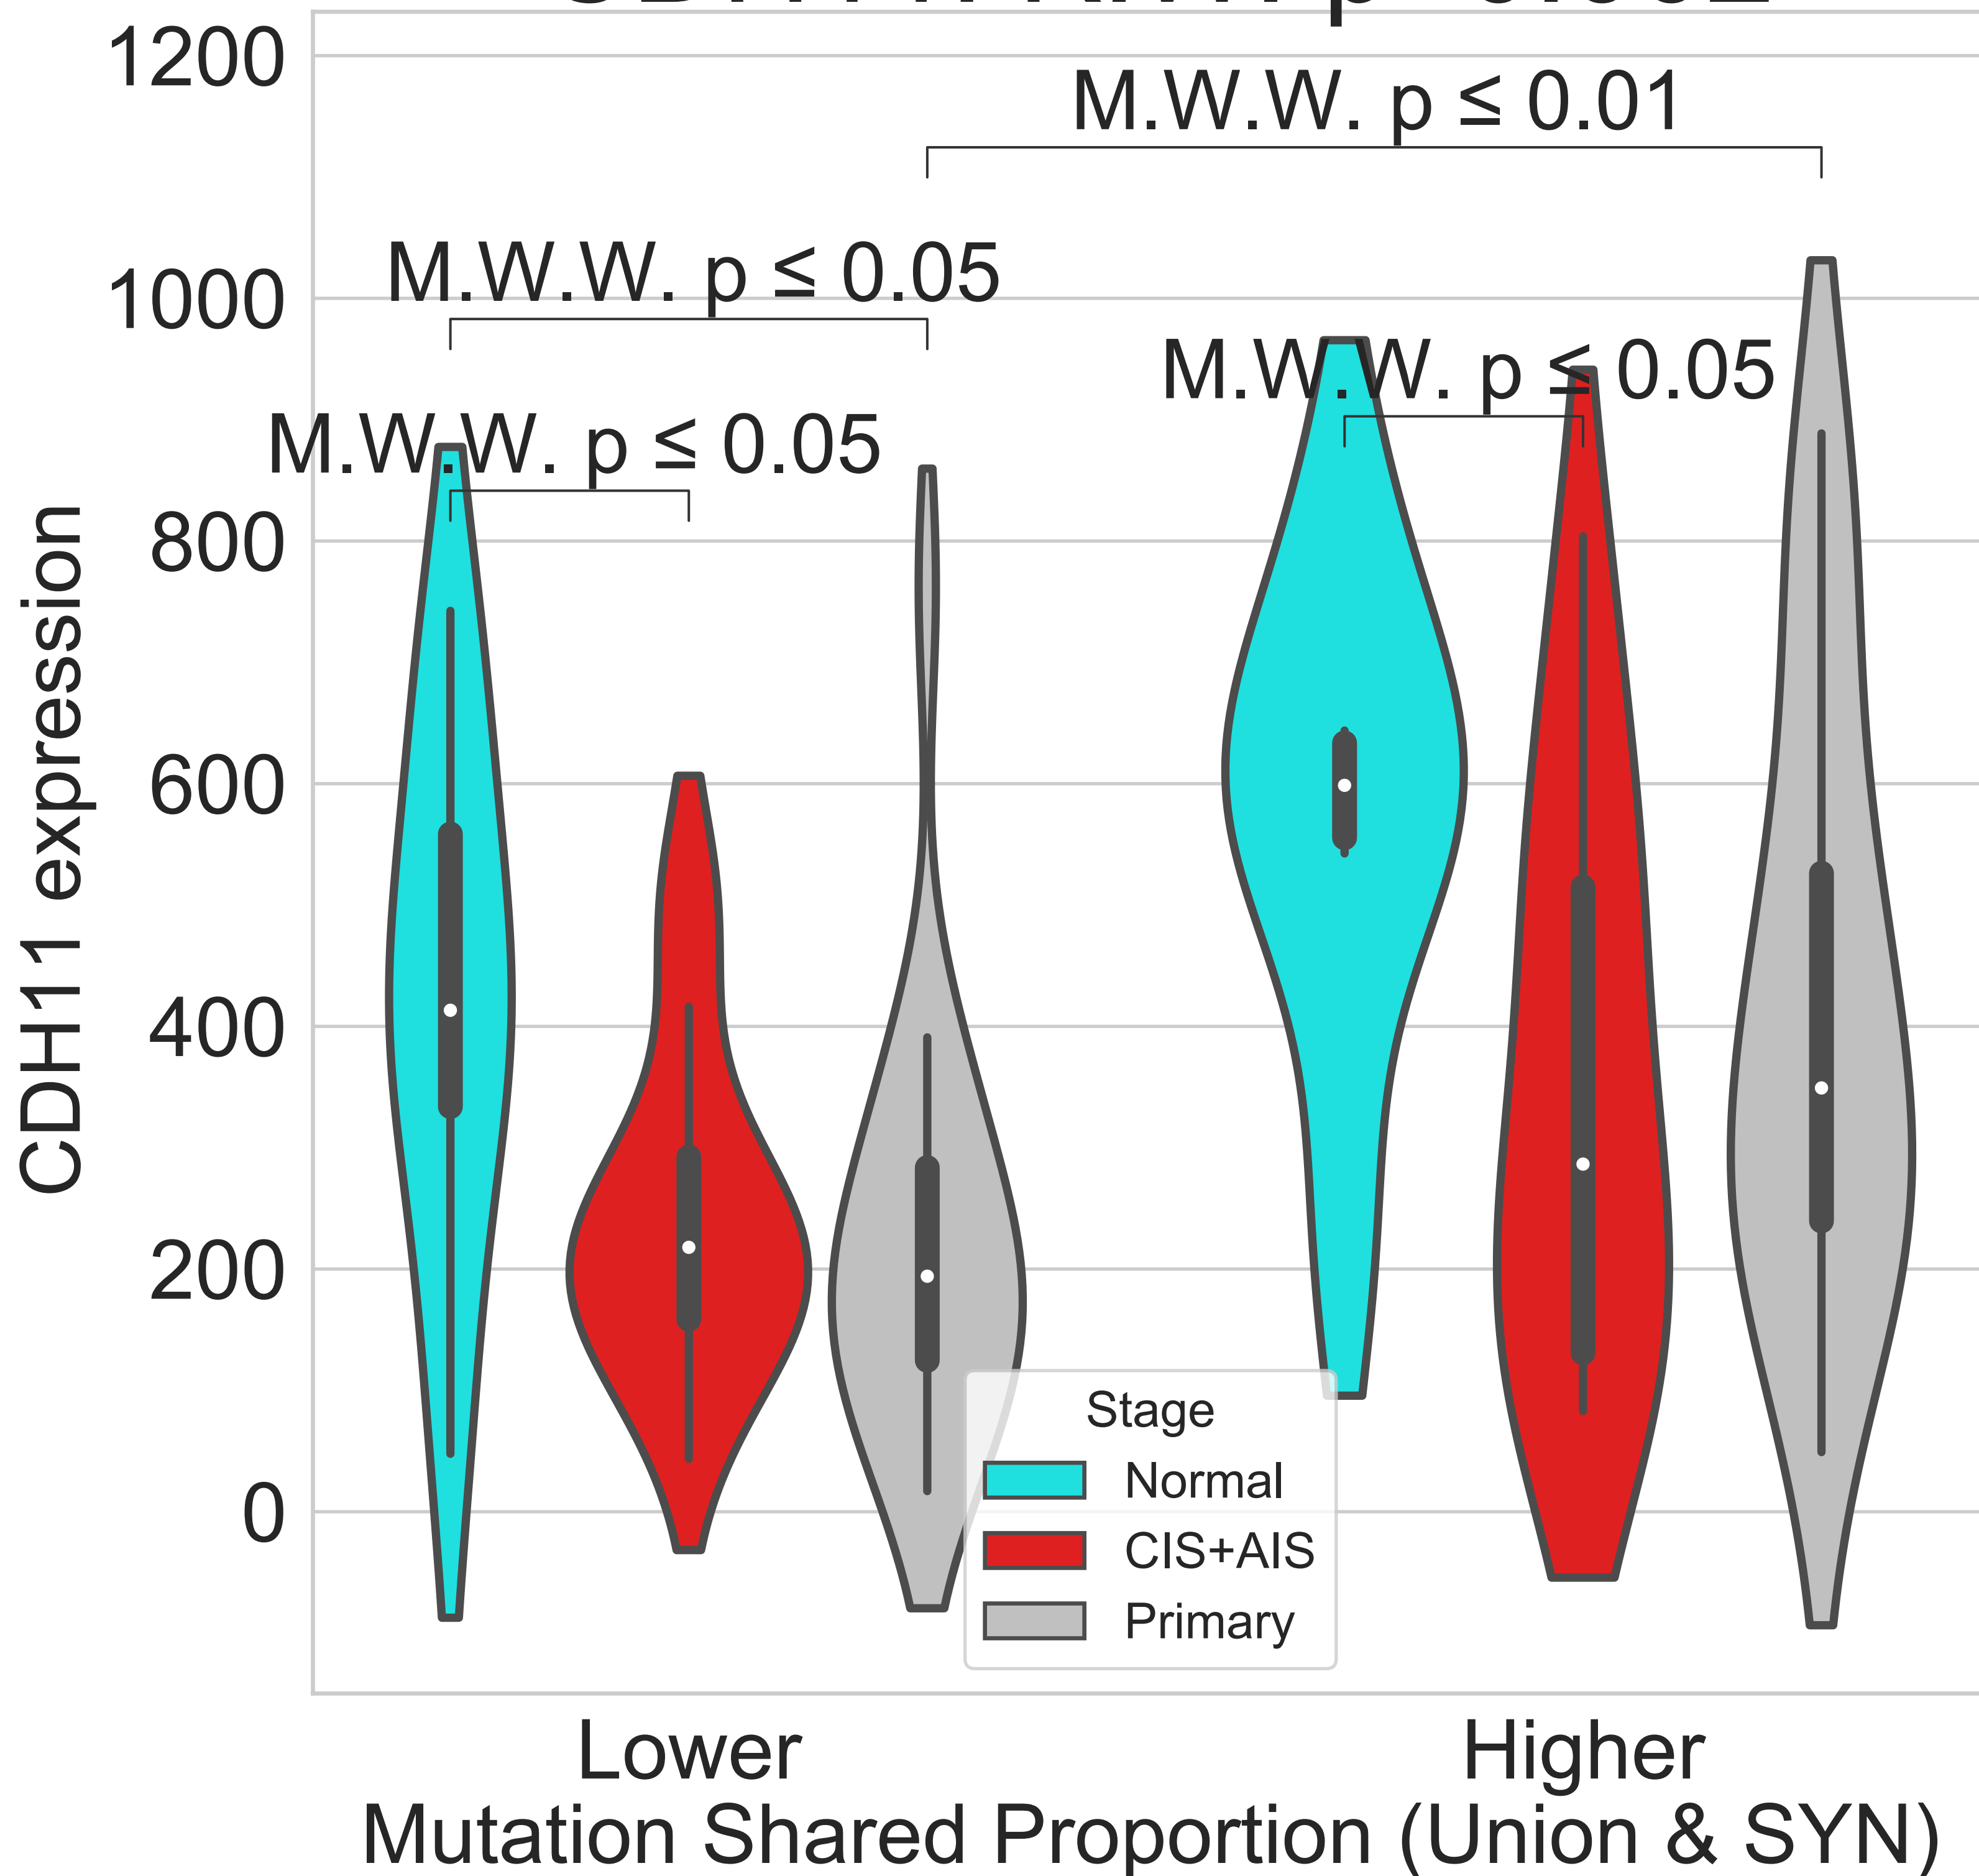 1200
M.W.W. p ≤ 0.01
M.W.W. p ≤ 0.05
1000
M.W.W. p ≤ 0.05
M.W.W. p ≤ 0.05
800
600
400
200
0
CDH11 expression
Stage
Normal
CIS+AIS
Primary
Lower
Higher
Mutation Shared Proportion (Union & SYN)